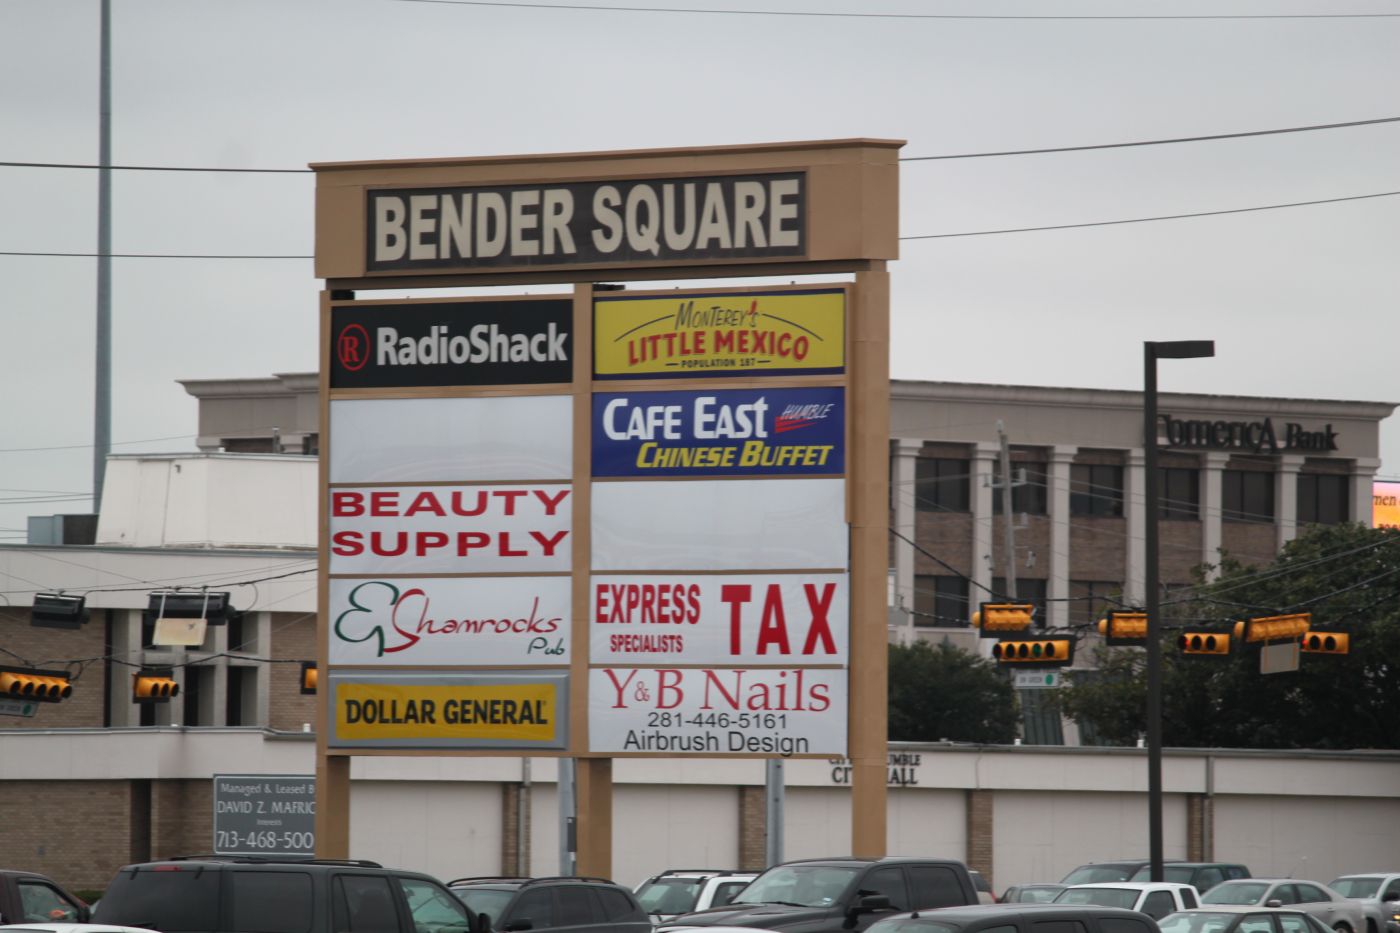 BENDER SQUARE
R RadioShack
MONTEREY'S
LITTLE MEXICO
POPULATION 187
CAFE EAST HUMBLE
CHINESE BUFFET
BEAUTY
SUPPLY
EXPRESS TAX
SPECIALISTS
Shamrocks
Pub
DOLLAR GENERAL
Y&B Nails
281-446-5161
Airbrush Design
ComericA Bank
CITY HALL
Managed & Leased B
DAVID Z. MAFRIG
Interests
713-468-500